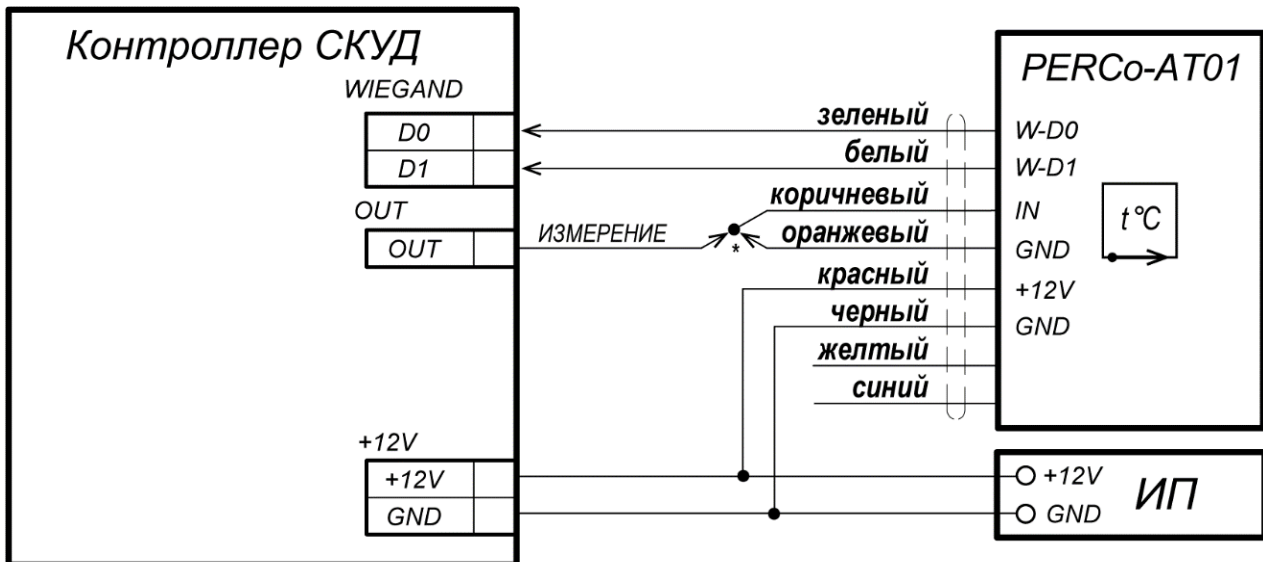 Контроллер СКУД
WIEGAND
D0
D1
OUT
OUT
ИЗМЕРЕНИЕ
*
+12V
+12V
GND
зеленый
белый
коричневый
оранжевый
красный
черный
желтый
синий
PERCo-AT01
W-D0
W-D1
IN
GND
+12V
GND
t°C
+12V
GND
ИП